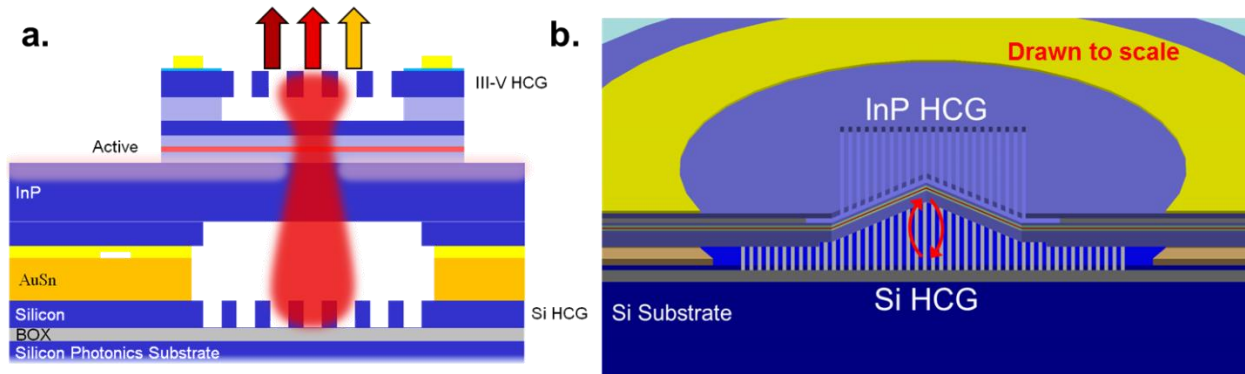 a.
III-V HCG
Active
InP
AuSn
Silicon
Si HCG
BOX
Silicon Photonics Substrate
b.
Drawn to scale
InP HCG
Si HCG
Si Substrate